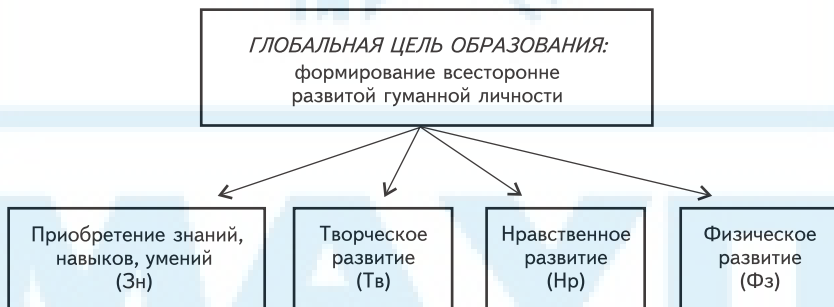 ГЛОБАЛЬНАЯ ЦЕЛЬ ОБРАЗОВАНИЯ:
формирование всесторонне
развитой гуманной личности
Приобретение знаний,
навыков, умений
(Зн)
Творческое
развитие
(Тв)
Нравственное
развитие
(Нр)
Физическое
развитие
(Фз)